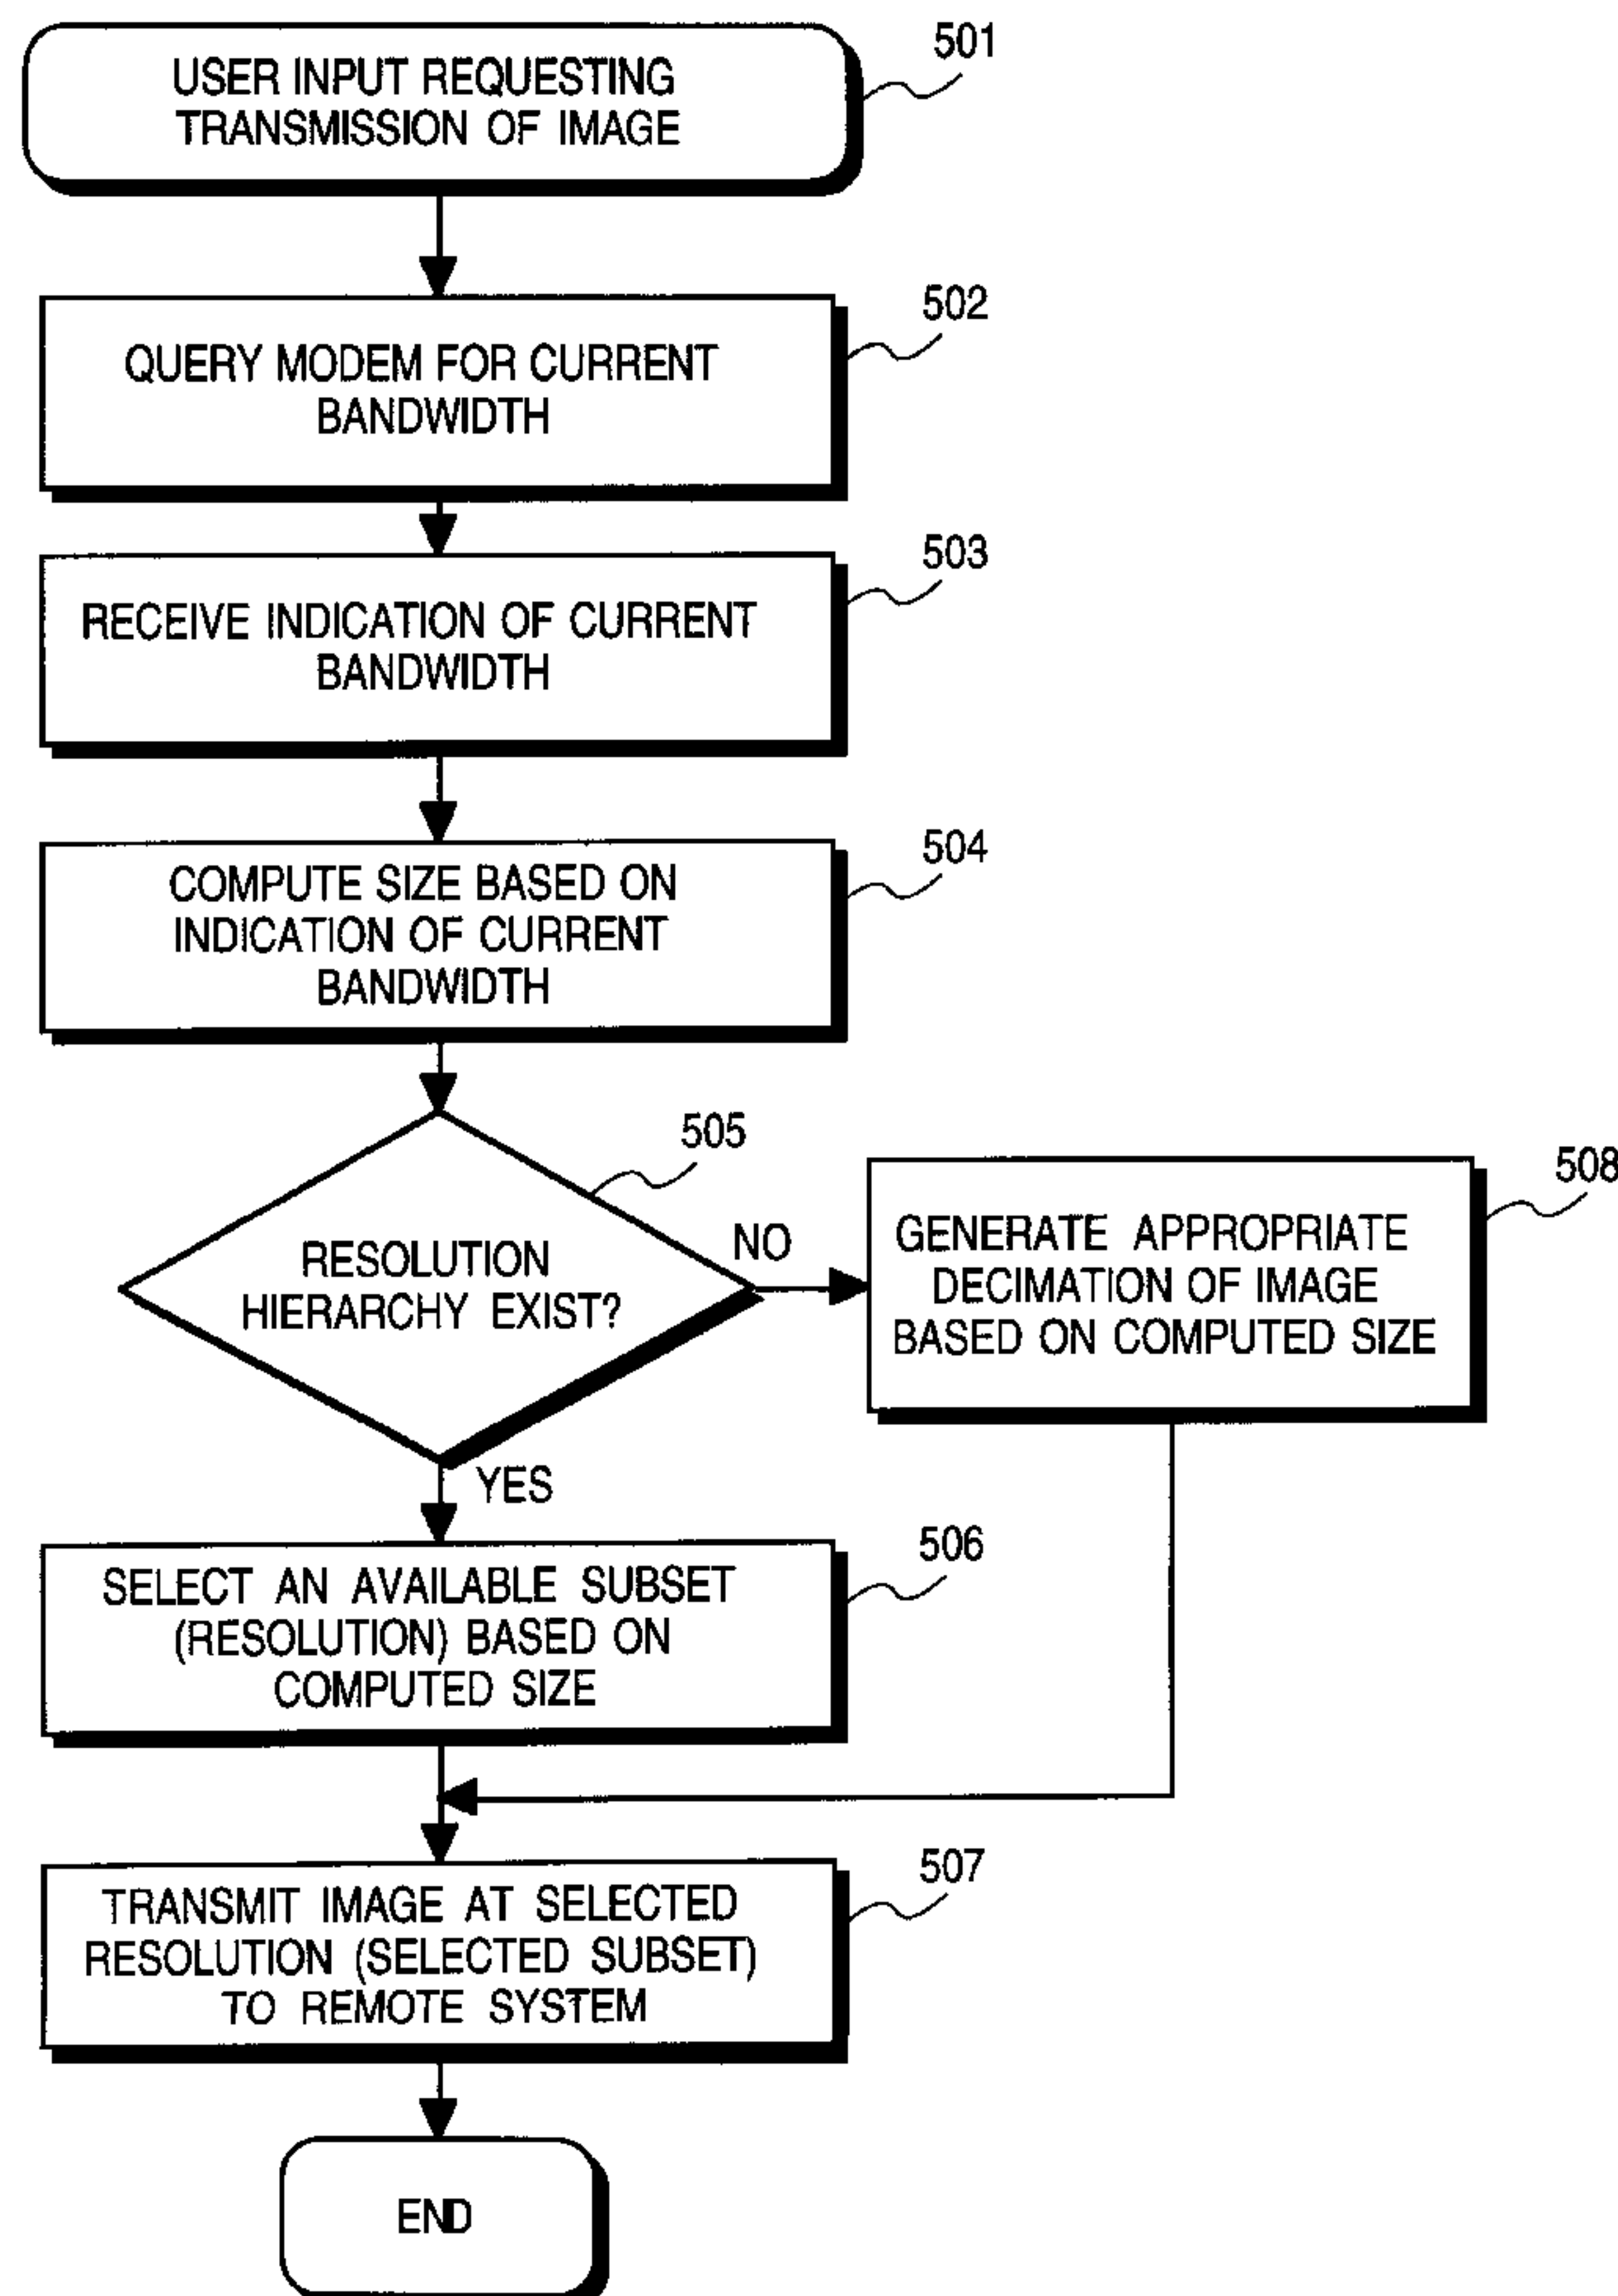 USER INPUT REQUESTING
TRANSMISSION OF IMAGE
501
QUERY MODEM FOR CURRENT
BANDWIDTH
502
RECEIVE INDICATION OF CURRENT
BANDWIDTH
503
COMPUTE SIZE BASED ON
INDICATION OF CURRENT
BANDWIDTH
504
RESOLUTION
HIERARCHY EXIST?
505
NO
GENERATE APPROPRIATE
DECIMATION OF IMAGE
BASED ON COMPUTED SIZE
508
YES
SELECT AN AVAILABLE SUBSET
(RESOLUTION) BASED ON
COMPUTED SIZE
506
TRANSMIT IMAGE AT SELECTED
RESOLUTION (SELECTED SUBSET)
TO REMOTE SYSTEM
507
END